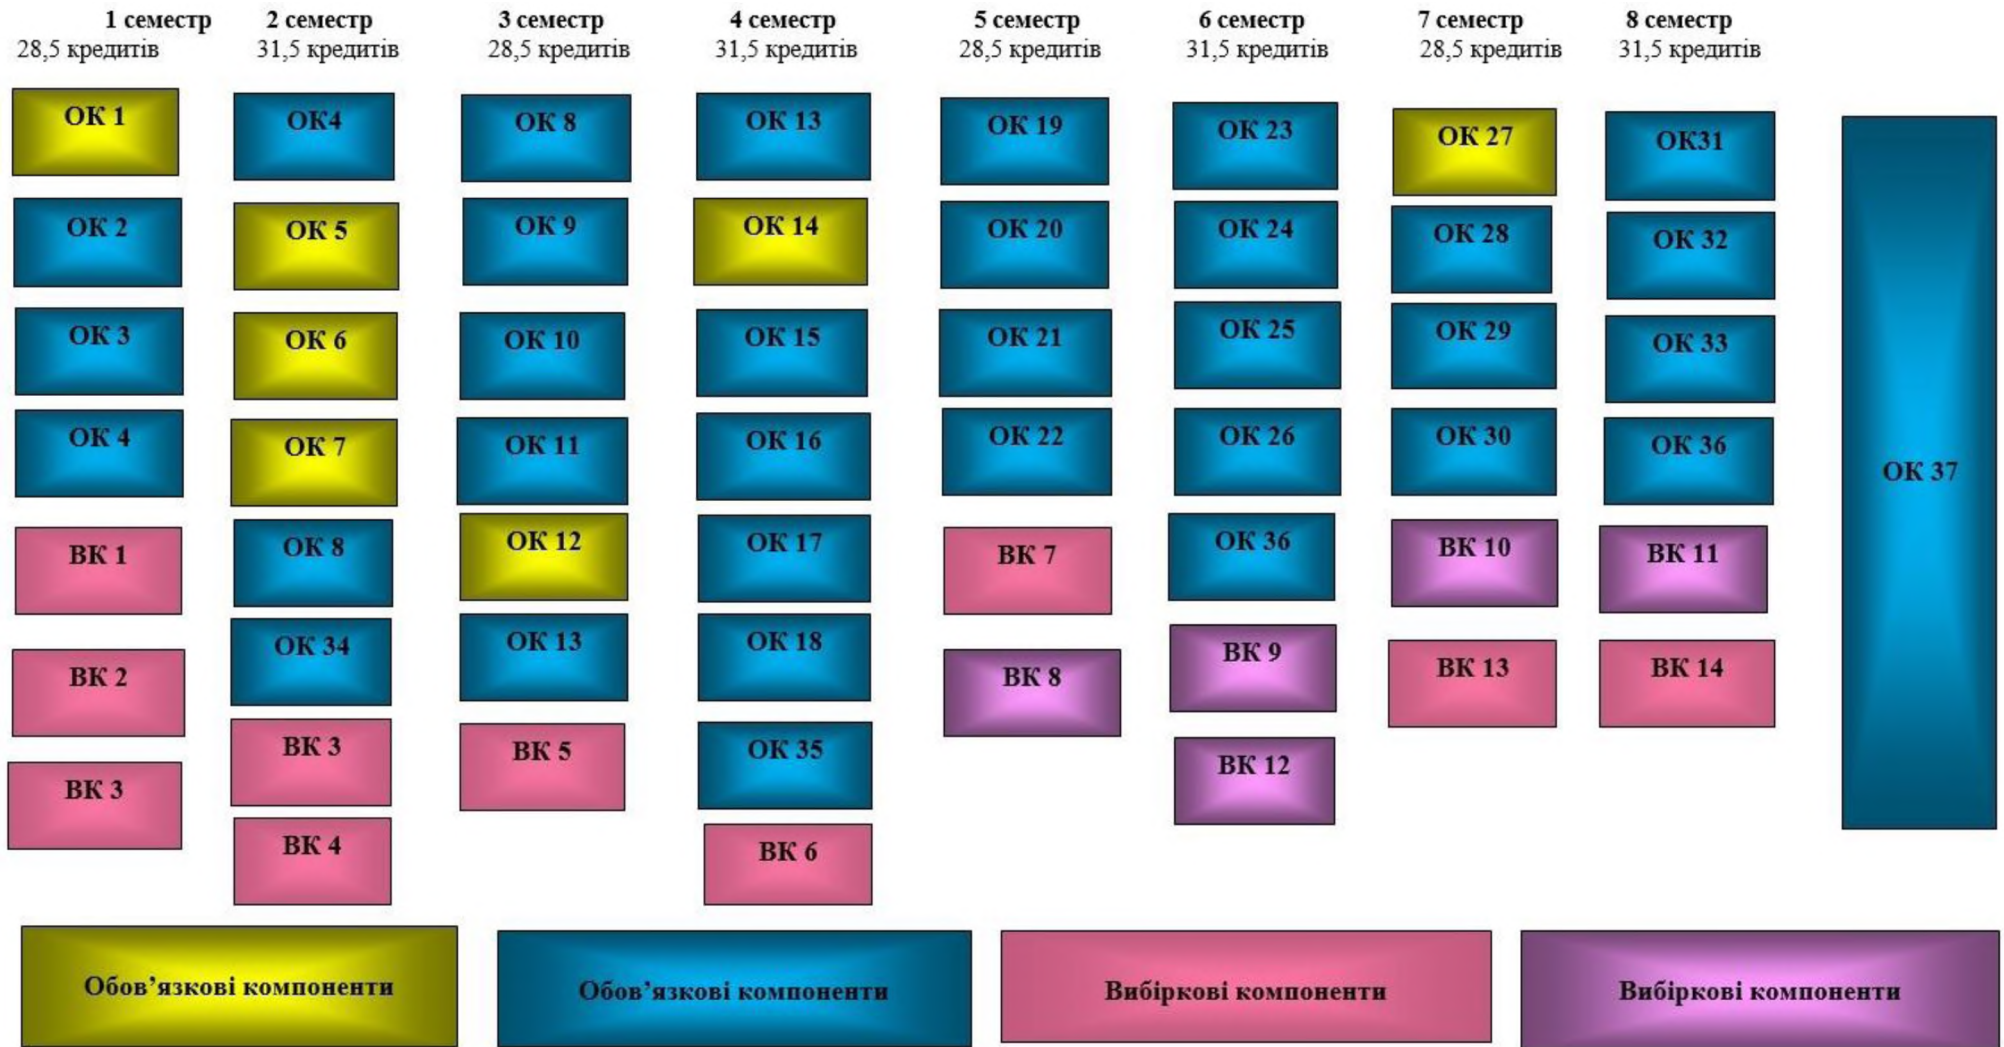 1 семестр
28,5 кредитів
2 семестр
31,5 кредитів
3 семестр
28,5 кредитів
4 семестр
31,5 кредитів
5 семестр
28,5 кредитів
6 семестр
31,5 кредитів
7 семестр
28,5 кредитів
8 семестр
31,5 кредитів
ОК 1
ОК 2
ОК 3
ОК 4
ВК 1
ВК 2
ВК 3
ОК4
ОК 5
ОК 6
ОК 7
ОК 8
ОК 34
ВК 3
ВК 4
ОК 8
ОК 9
ОК 10
ОК 11
ОК 12
ОК 13
ВК 5
ОК 13
ОК 14
ОК 15
ОК 16
ОК 17
ОК 18
ОК 35
ВК 6
ОК 19
ОК 20
ОК 21
ОК 22
ВК 7
ВК 8
ОК 23
ОК 24
ОК 25
ОК 26
ОК 36
ВК 9
ВК 12
ОК 27
ОК 28
ОК 29
ОК 30
ВК 10
ВК 13
ОК31
ОК 32
ОК 33
ОК 36
ВК 11
ВК 14
ОК 37
Обов’язкові компоненти
Обов’язкові компоненти
Вибіркові компоненти
Вибіркові компоненти